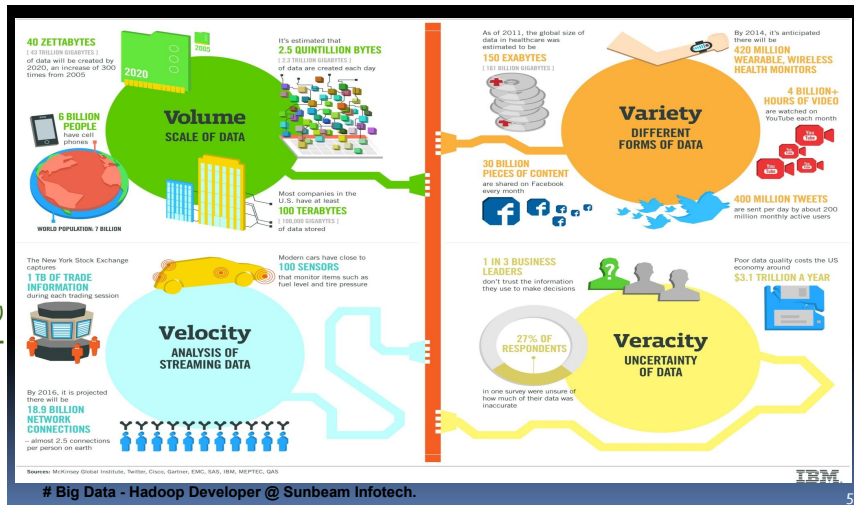 40 ZETTABYTES
[ 43 TRILLION GIGABYTES ]
of data will be created by
2020, an increase of 300
times from 2005
2005
2020
It's estimated that
2.5 QUINTILLION BYTES
[ 2.3 TRILLION GIGABYTES ]
of data are created each day
6 BILLION
PEOPLE
have cell
phones
WORLD POPULATION: 7 BILLION
Volume
SCALE OF DATA
Most companies in the
U.S. have at least
100 TERABYTES
[ 100,000 GIGABYTES ]
of data stored
As of 2011, the global size of
data in healthcare was
estimated to be
150 EXABYTES
[ 161 BILLION GIGABYTES ]
By 2014, it's anticipated
there will be
420 MILLION
WEARABLE, WIRELESS
HEALTH MONITORS
4 BILLION+
HOURS OF VIDEO
are watched on
YouTube each month
You
Tube
You
Tube
You
Tube
You
Tube
Variety
DIFFERENT
FORMS OF DATA
30 BILLION
PIECES OF CONTENT
are shared on Facebook
every month
400 MILLION TWEETS
are sent per day by about 200
million monthly active users
The New York Stock Exchange
captures
1 TB OF TRADE
INFORMATION
during each trading session
Modern cars have close to
100 SENSORS
that monitor items such as
fuel level and tire pressure
Velocity
ANALYSIS OF
STREAMING DATA
By 2016, it is projected
there will be
18.9 BILLION
NETWORK
CONNECTIONS
– almost 2.5 connections
per person on earth
1 IN 3 BUSINESS
LEADERS
don't trust the information
they use to make decisions
?
Poor data quality costs the US
economy around
$3.1 TRILLION A YEAR
27% OF
RESPONDENTS
in one survey were unsure of
how much of their data was
inaccurate
Veracity
UNCERTAINTY
OF DATA
Sources: McKinsey Global Institute, Twitter, Cisco, Gartner, EMC, SAS, IBM, MEPTEC, QAS
IBM.
# Big Data - Hadoop Developer @ Sunbeam Infotech.
5